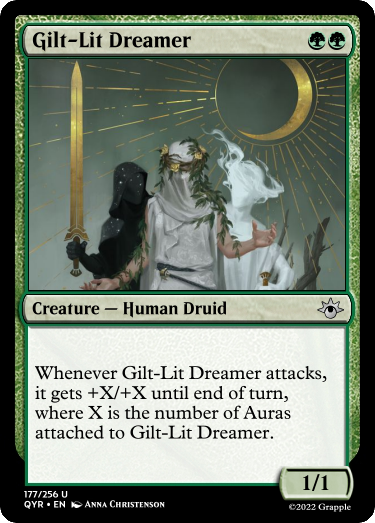 Gilt-Lit Dreamer
Creature — Human Druid
Whenever Gilt-Lit Dreamer attacks,
it gets +X/+X until end of turn,
where X is the number of Auras
attached to Gilt-Lit Dreamer.
1/1
177/256 U
QYR • EN Anna Christenson
©2022 Grapple